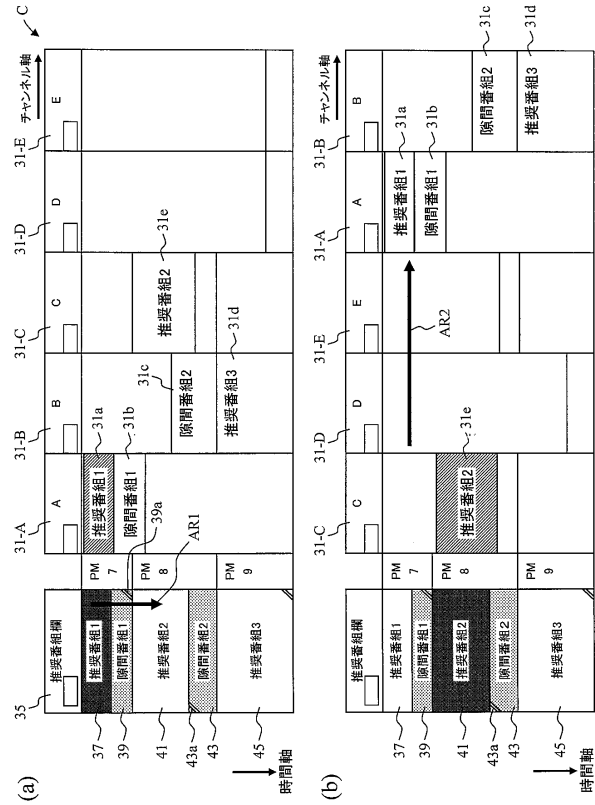 (a)
C
35
推奨番組欄
31-A
A
31-B
B
31-C
C
31-D
D
31-E
E
チャンネル軸
37
推奨番組1
39
隙間番組1
41
推奨番組2
43a
43
隙間番組2
45
推奨番組3
時間軸
PM 7
PM 8
PM 9
39a
AR1
推奨番組1
31a
隙間番組1
31b
31c
隙間番組2
推奨番組3
31d
推奨番組2
31e
(b)
推奨番組欄
31-C
C
31-D
D
31-E
E
31-A
A
31-B
B
チャンネル軸
37
推奨番組1
39
隙間番組1
41
推奨番組2
43a
43
隙間番組2
45
推奨番組3
時間軸
PM 7
PM 8
PM 9
推奨番組2
31e
AR2
推奨番組1
31a
隙間番組1
31b
隙間番組2
31c
推奨番組3
31d